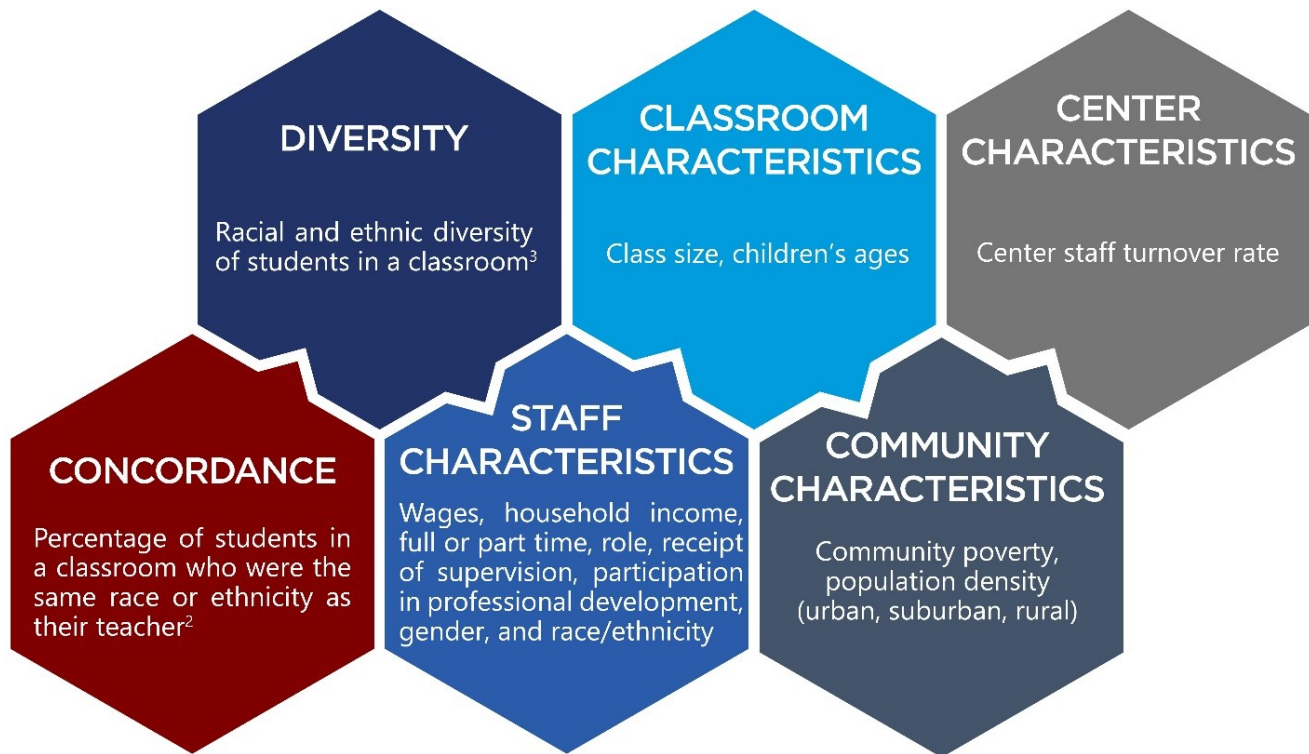 DIVERSITY
Racial and ethnic diversity
of students in a classroom³
CLASSROOM
CHARACTERISTICS
Class size, children’s ages
CENTER
CHARACTERISTICS
Center staff turnover rate
CONCORDANCE
Percentage of students in
a classroom who were the
same race or ethnicity as
their teacher²
STAFF
CHARACTERISTICS
Wages, household income,
full or part time, role, receipt
of supervision, participation
in professional development,
gender, and race/ethnicity
COMMUNITY
CHARACTERISTICS
Community poverty,
population density
(urban, suburban, rural)